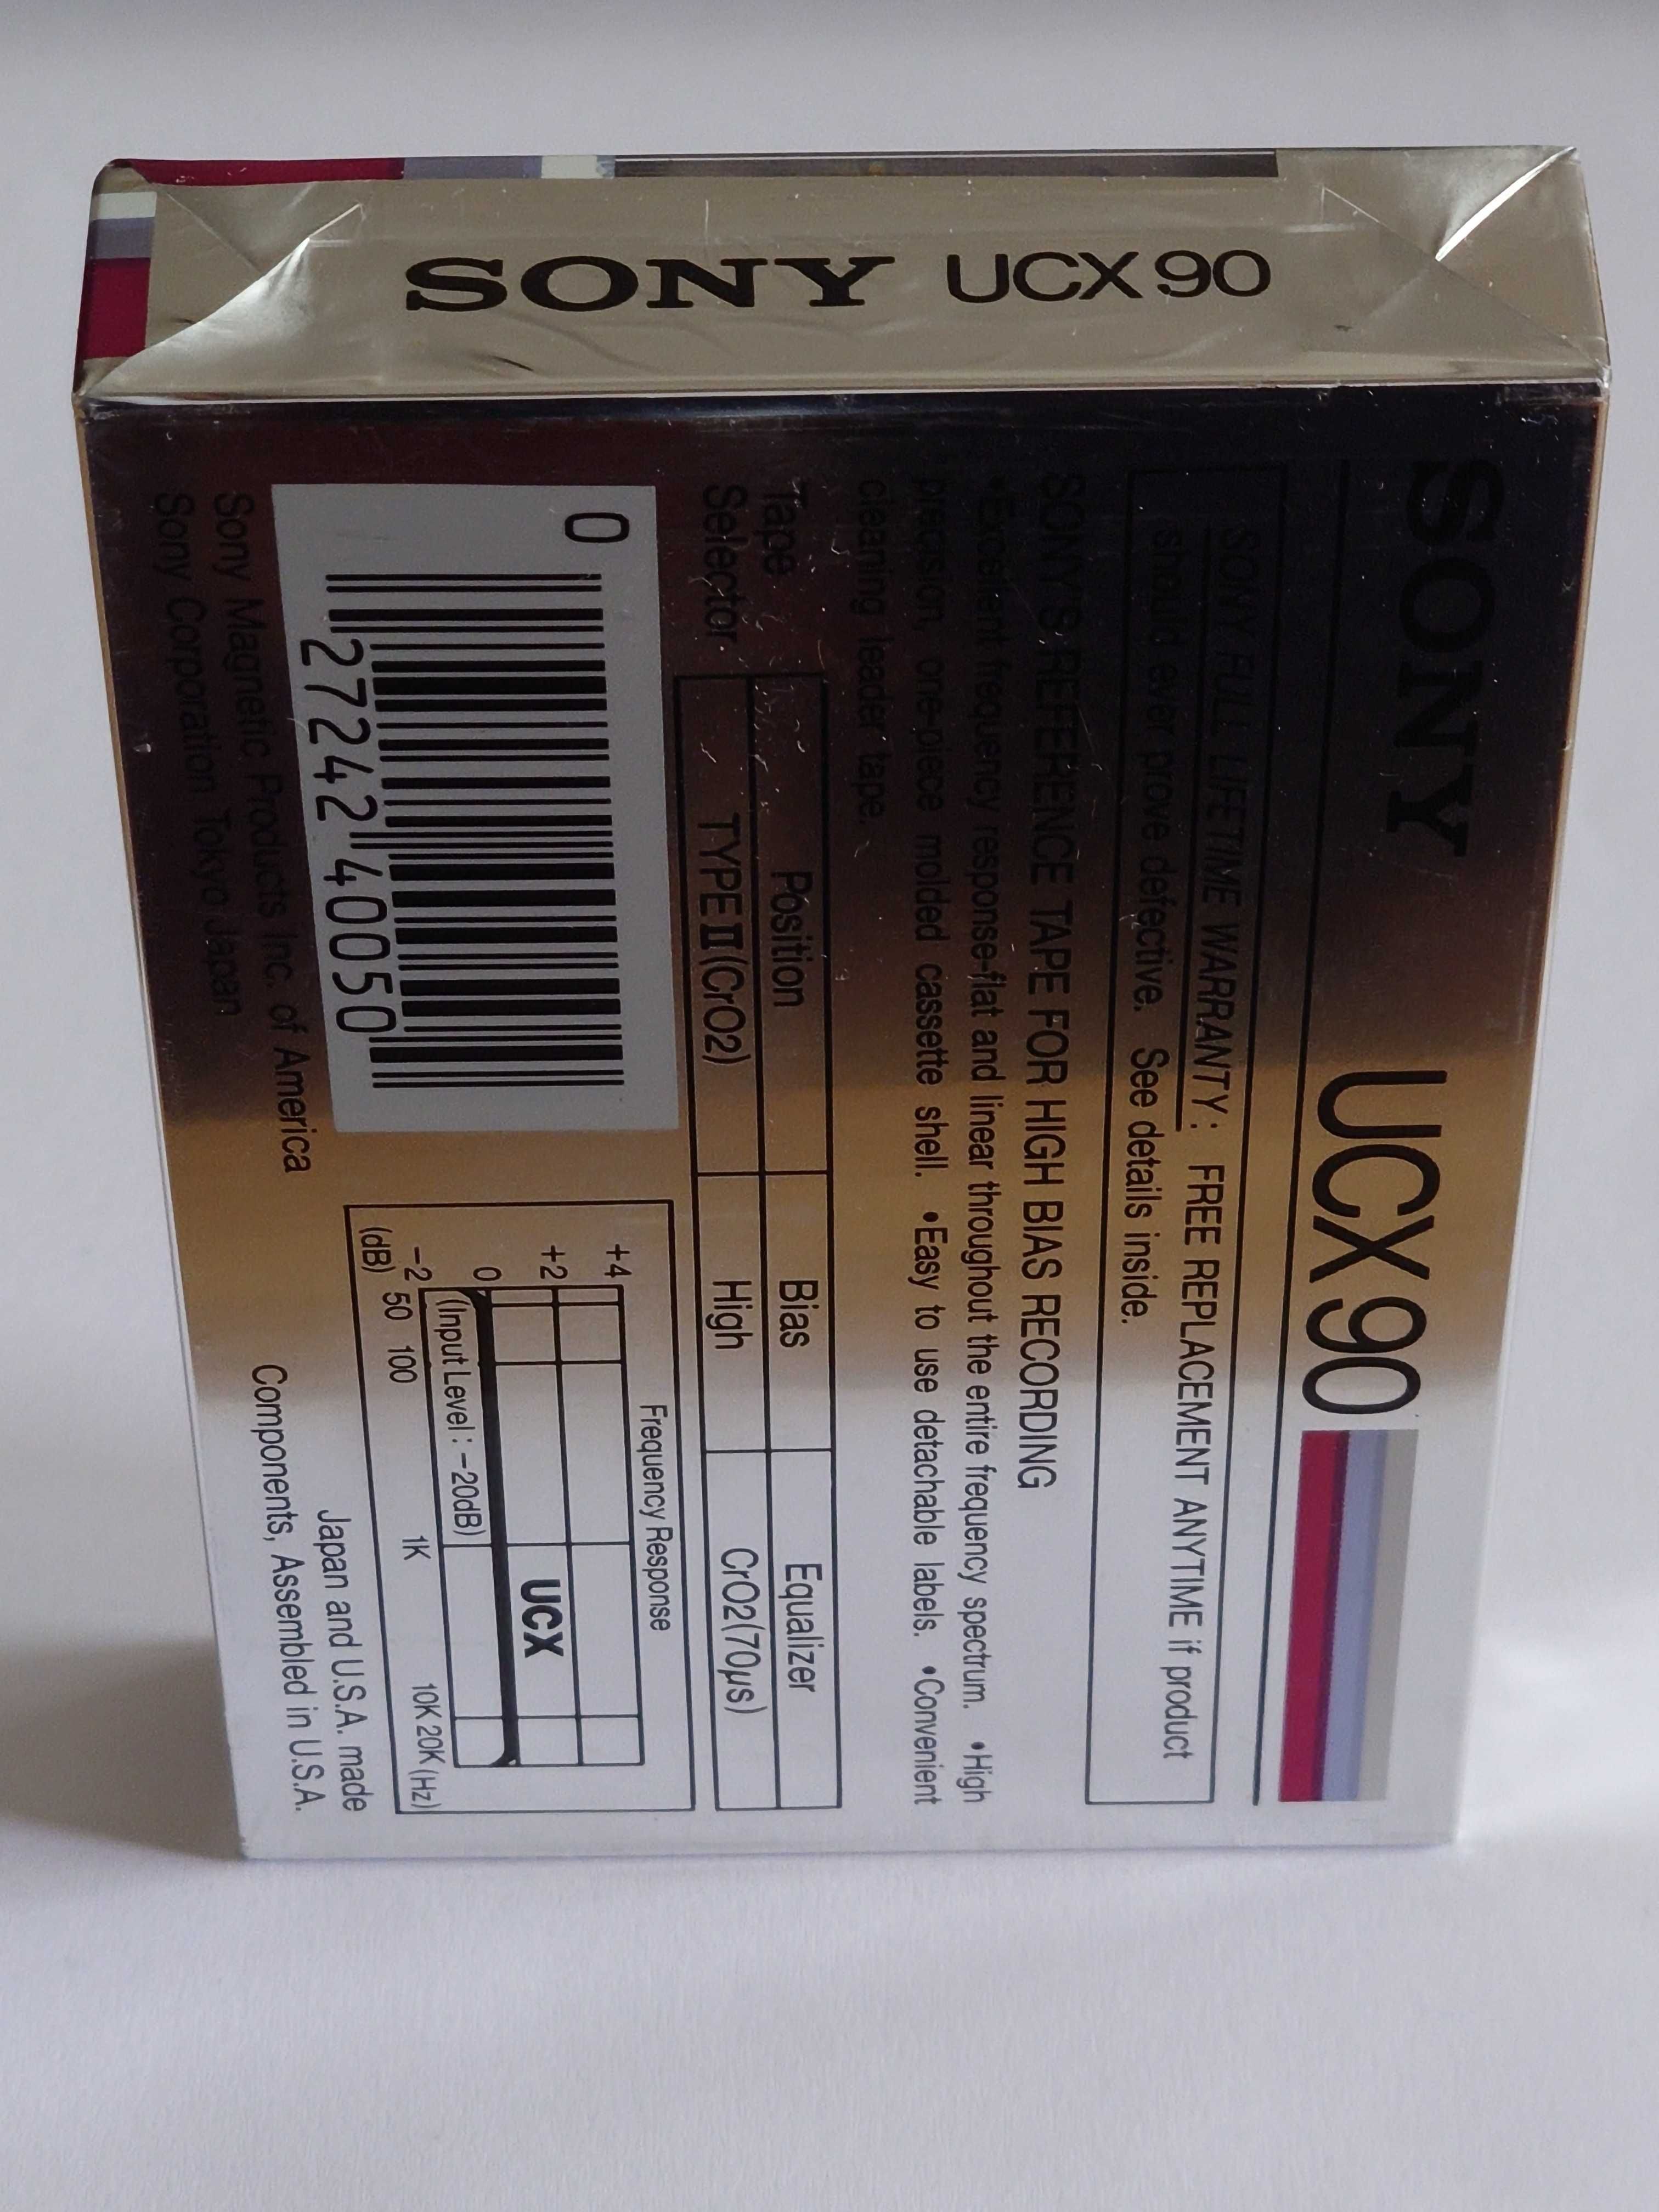 SONY UCX 90
SONY UCX 90
SONY FULL LIFETIME WARRANTY: FREE REPLACEMENT ANYTIME if product
should ever prove defective. See details inside.
SONY'S REFERENCE TAPE FOR HIGH BIAS RECORDING
•Excellent frequency response-flat and linear throughout the entire frequency spectrum. •High
precision, one-piece molded cassette shell. •Easy to use detachable labels. •Convenient
cleaning leader tape.
Tape Selector
Position Bias Equalizer
TYPE II (CrO2) High CrO2(70μs)
0 27242 40050
Frequency Response
+4
+2 UCX
0
(Input Level : -20dB)
-2
(dB) 50 100 1K 10K 20K (Hz)
Sony Magnetic Products Inc. of America
Sony Corporation Tokyo Japan
Japan and U.S.A. made
Components, Assembled in U.S.A.